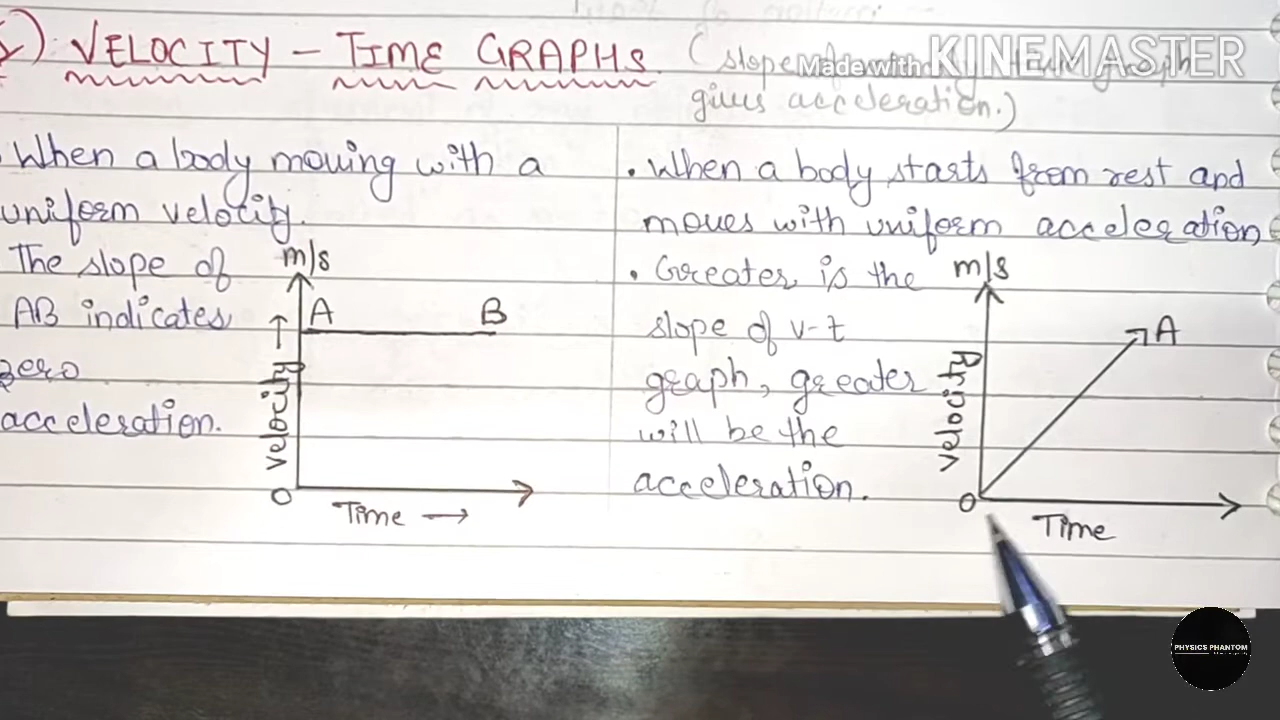 VELOCITY – TIME GRAPHS. (slope
gives acceleration.)
Made with KINEMASTER
. When a body moving with a
uniform velocity.
The slope of
AB indicates
zero
acceleration.
m/s
A B
velocity →
O
Time →
. When a body starts from rest and
moves with uniform acceleration
. Greater is the
slope of v-t
graph, greater
will be the
acceleration.
m/s
A
velocity
O
Time
PHYSICS PHANTOM